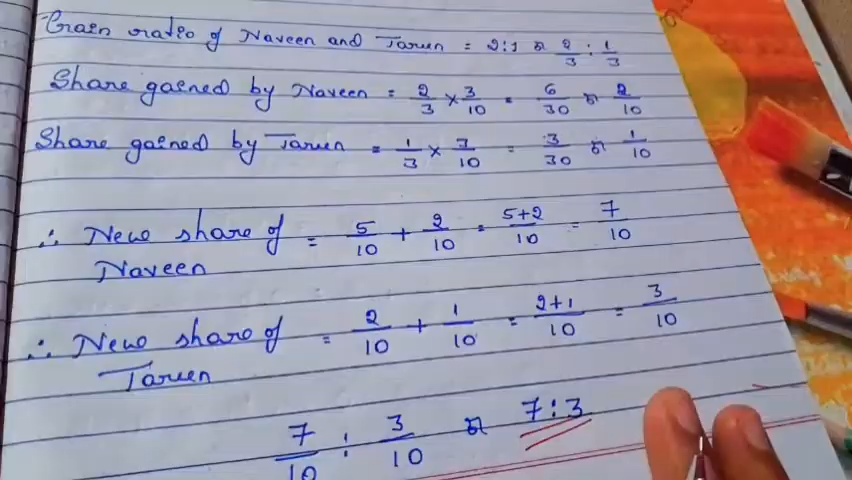 Gain ratio of Naveen and Tarun = 2:1 or 2/3 : 1/3
Share gained by Naveen = 2/3 × 3/10 = 6/30 or 2/10
Share gained by Tarun = 1/3 × 3/10 = 3/30 or 1/10
∴ New share of Naveen = 5/10 + 2/10 = 5+2/10 = 7/10
∴ New share of Tarun = 2/10 + 1/10 = 2+1/10 = 3/10
7/10 : 3/10 or 7:3